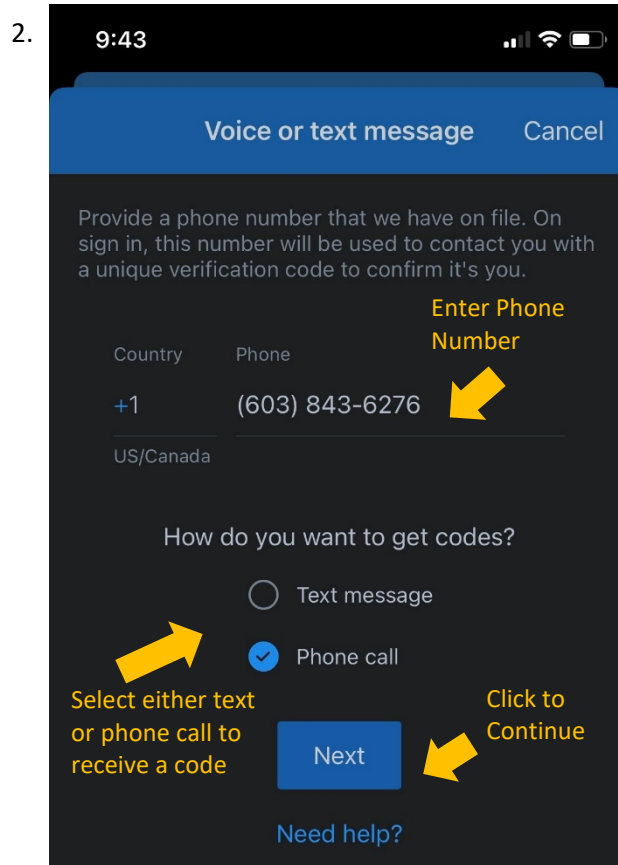 2.
9:43
Voice or text message Cancel
Provide a phone number that we have on file. On
sign in, this number will be used to contact you with
a unique verification code to confirm it's you.
Enter Phone
Number
Country Phone
+1 (603) 843-6276
US/Canada
How do you want to get codes?
Text message
Phone call
Select either text
or phone call to
receive a code
Click to
Continue
Next
Need help?